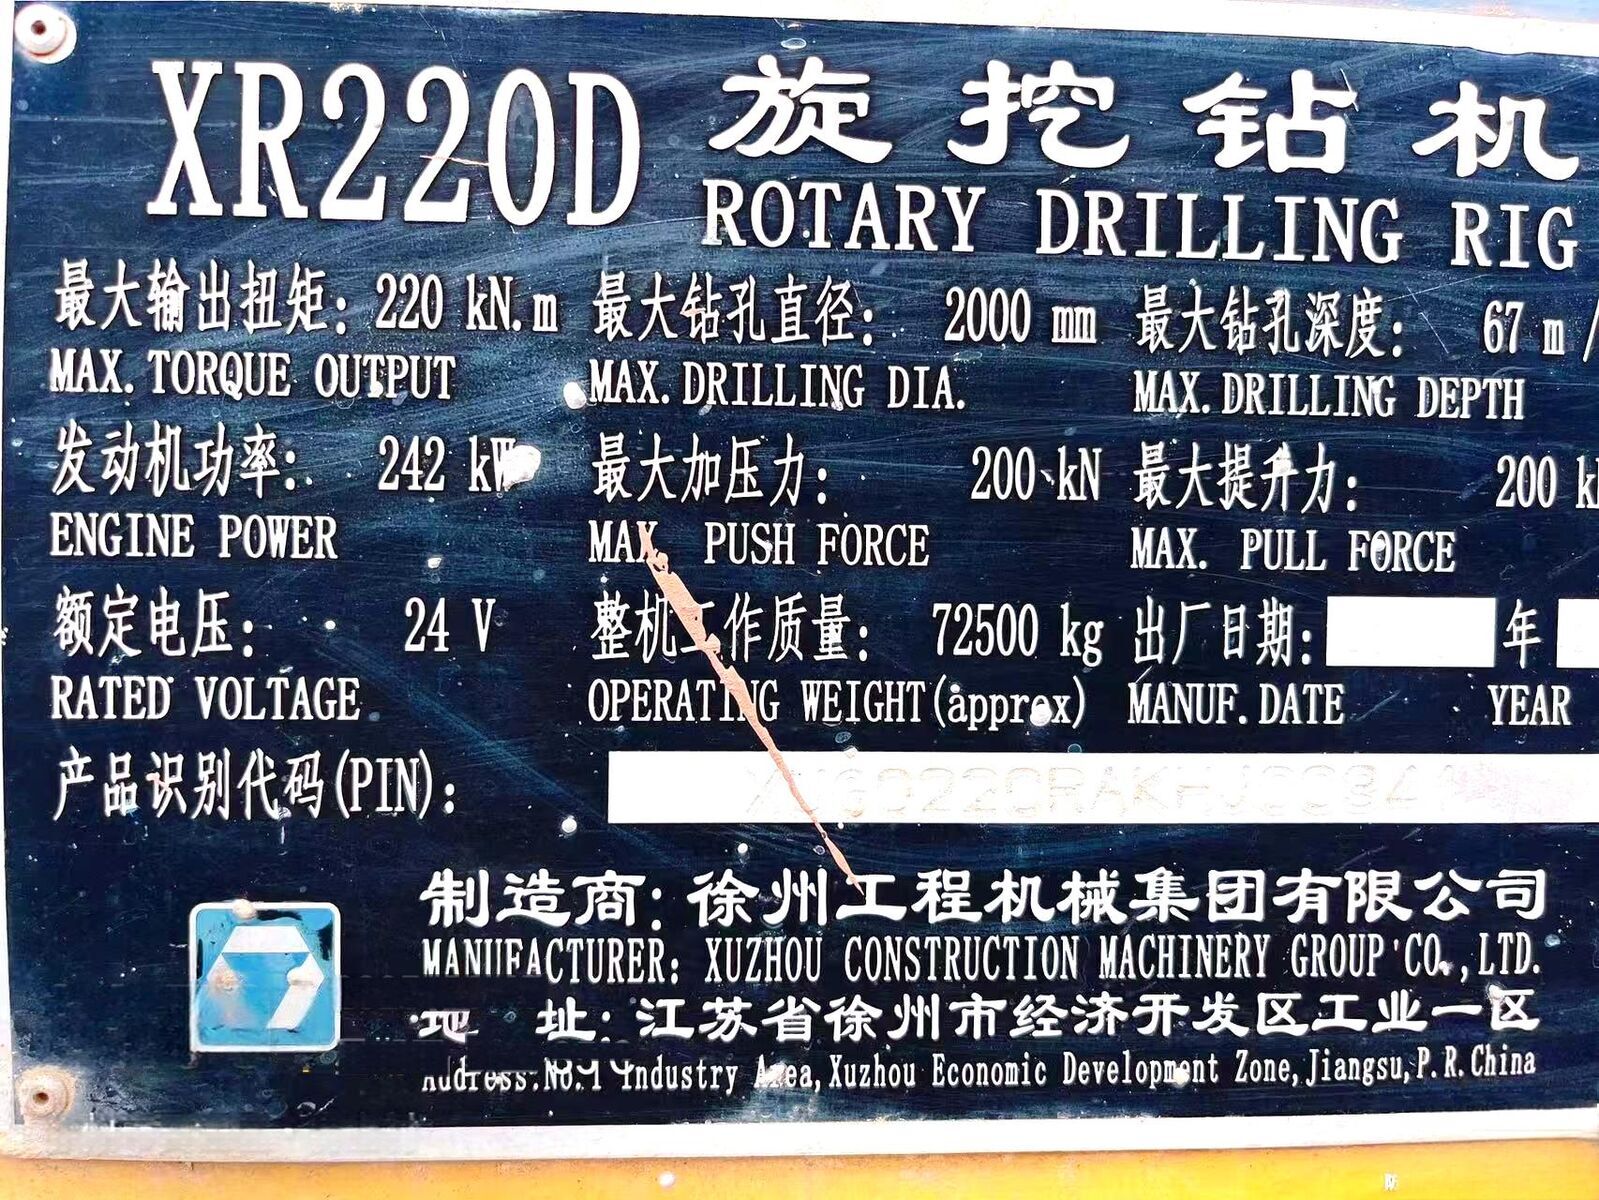 XR220D 旋挖钻机
ROTARY DRILLING RIG
最大输出扭矩: 220 kN.m 最大钻孔直径: 2000 mm 最大钻孔深度: 67 m /
MAX. TORQUE OUTPUT MAX. DRILLING DIA. MAX. DRILLING DEPTH
发动机功率: 242 kW 最大加压力: 200 kN 最大提升力: 200
ENGINE POWER MAX. PUSH FORCE MAX. PULL FORCE
额定电压: 24 V 整机工作质量: 72500 kg 出厂日期: 年
RATED VOLTAGE OPERATING WEIGHT(approx) MANUF.DATE YEAR
产品识别代码(PIN):
制造商: 徐州工程机械集团有限公司
MANUFACTURER: XUZHOU CONSTRUCTION MACHINERY GROUP CO.,LTD.
地 址: 江苏省徐州市经济开发区工业一区
Address:No.1 Industry Area,Xuzhou Economic Development Zone,Jiangsu,P.R.China